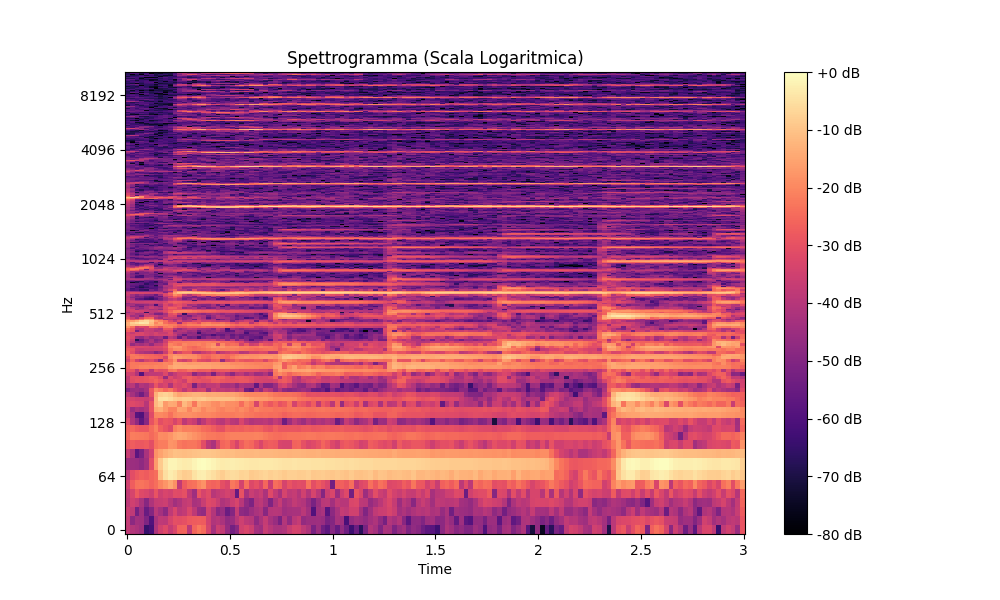 Spettrogramma (Scala Logaritmica)
8192
4096
2048
1024
512
256
128
64
0
Hz
0
0.5
1
1.5
2
2.5
3
Time
+0 dB
-10 dB
-20 dB
-30 dB
-40 dB
-50 dB
-60 dB
-70 dB
-80 dB